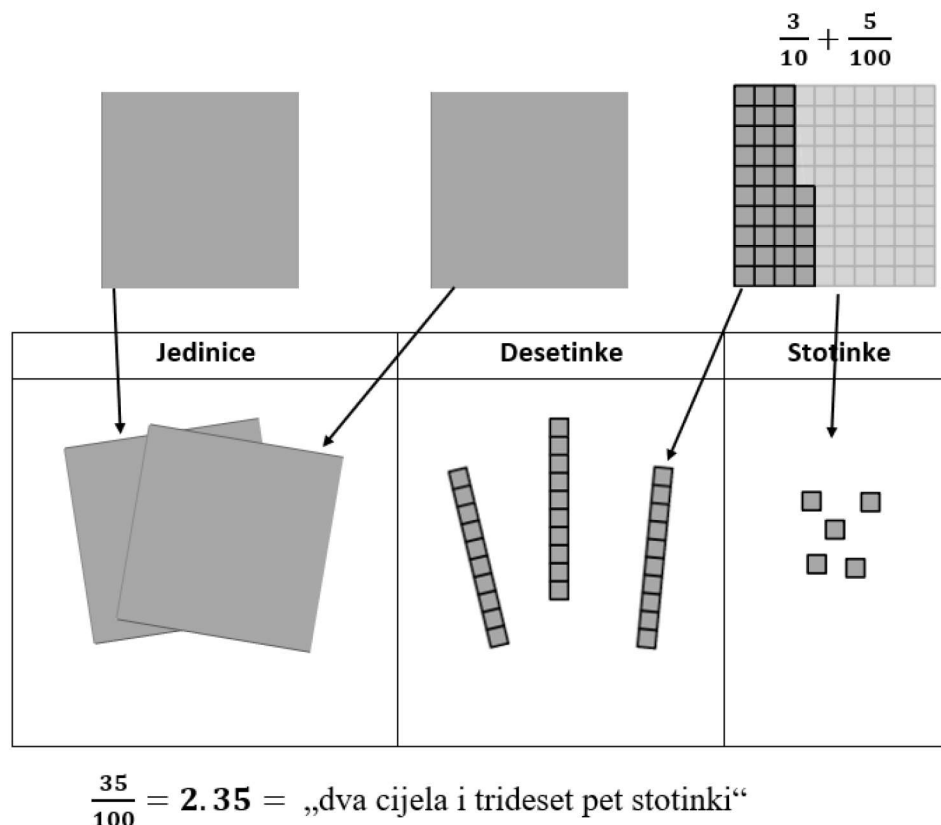 3/10 + 5/100
Jedinice Desetinke Stotinke
35/100 = 2.35 = „dva cijela i trideset pet stotinki“